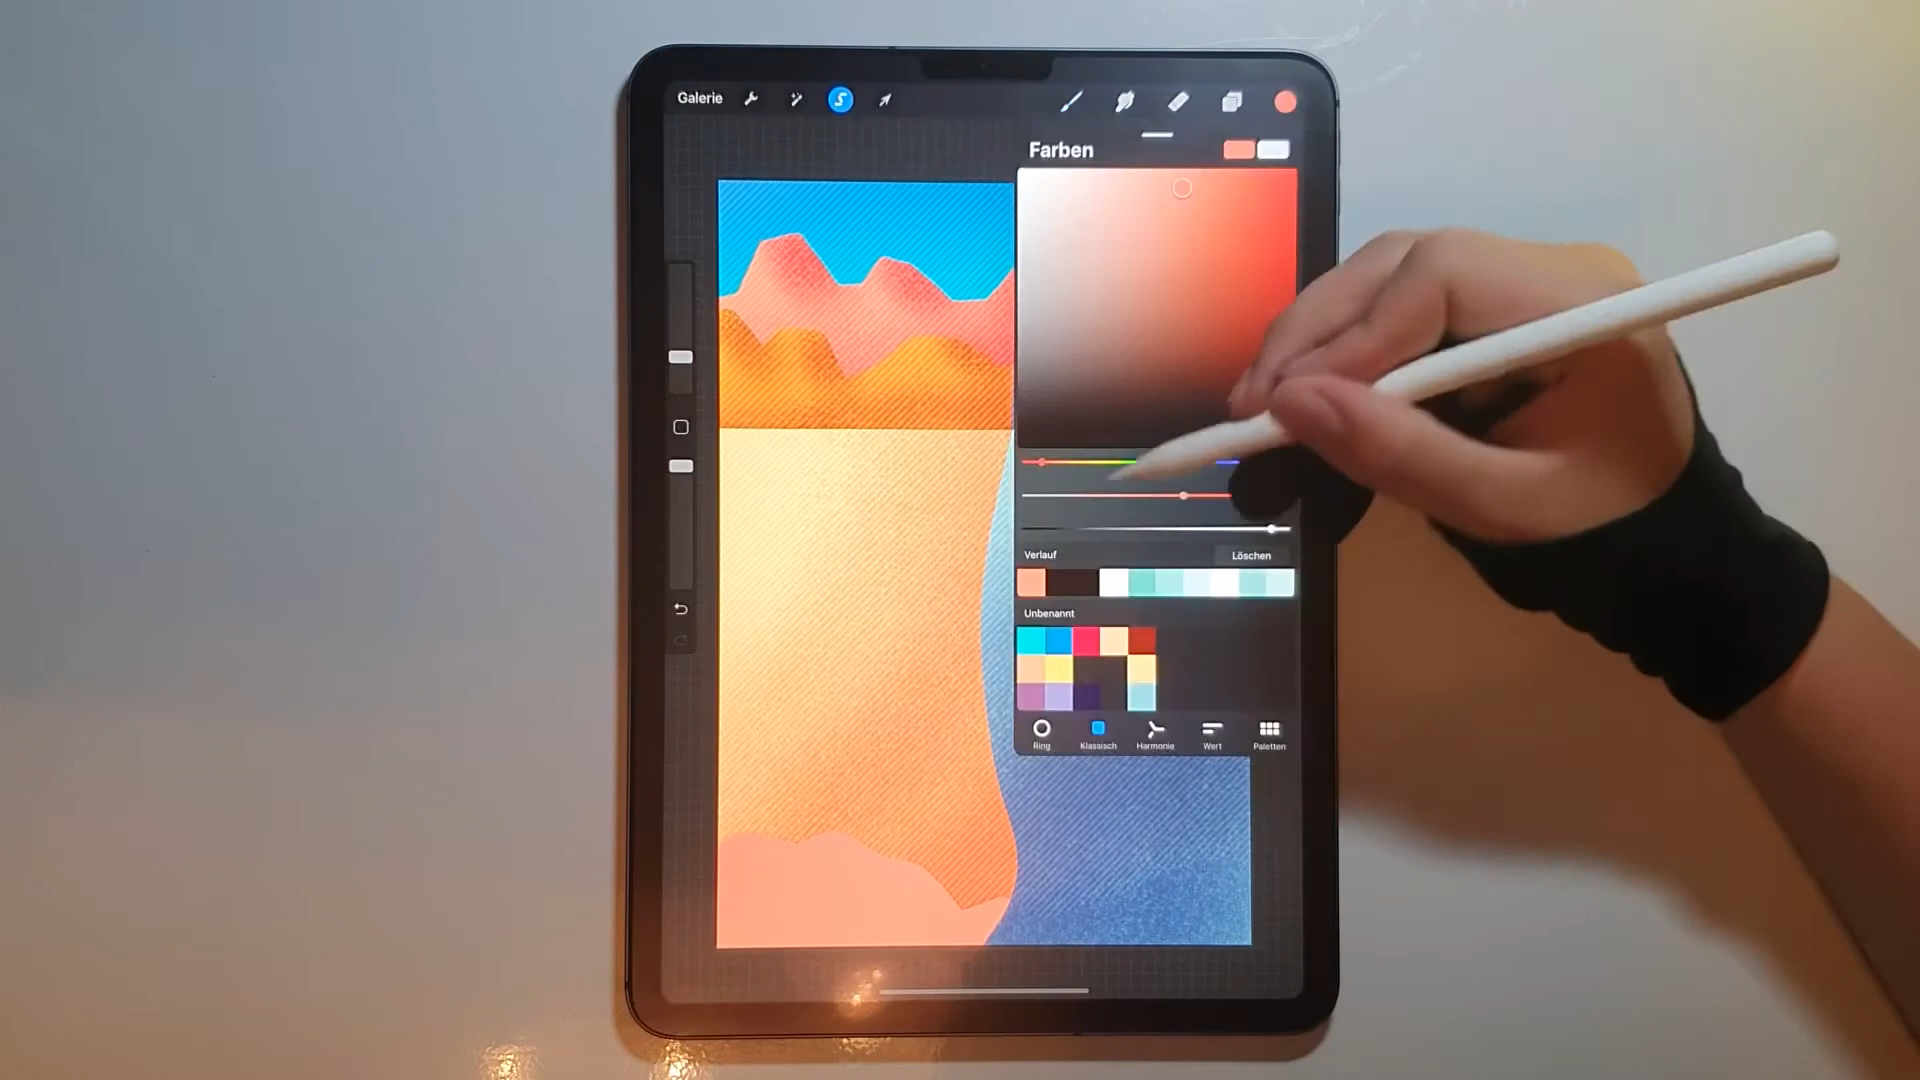 Galerie
Farben
Verlauf Löschen
Unbenannt
Ring Klassisch Harmonie Wert Paletten